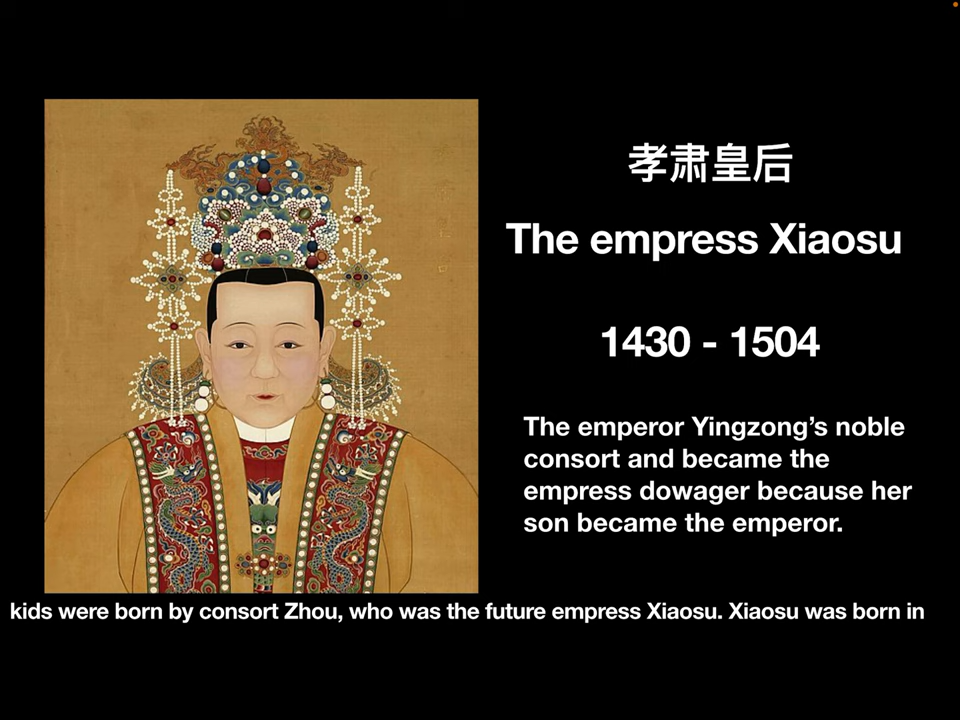 孝肃皇后
The empress Xiaosu
1430 - 1504
The emperor Yingzong’s noble
consort and became the
empress dowager because her
son became the emperor.
kids were born by consort Zhou, who was the future empress Xiaosu. Xiaosu was born in